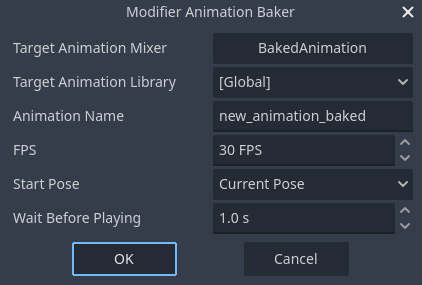 Modifier Animation Baker
Target Animation Mixer BakedAnimation
Target Animation Library [Global]
Animation Name new_animation_baked
FPS 30 FPS
Start Pose Current Pose
Wait Before Playing 1.0 s
OK Cancel